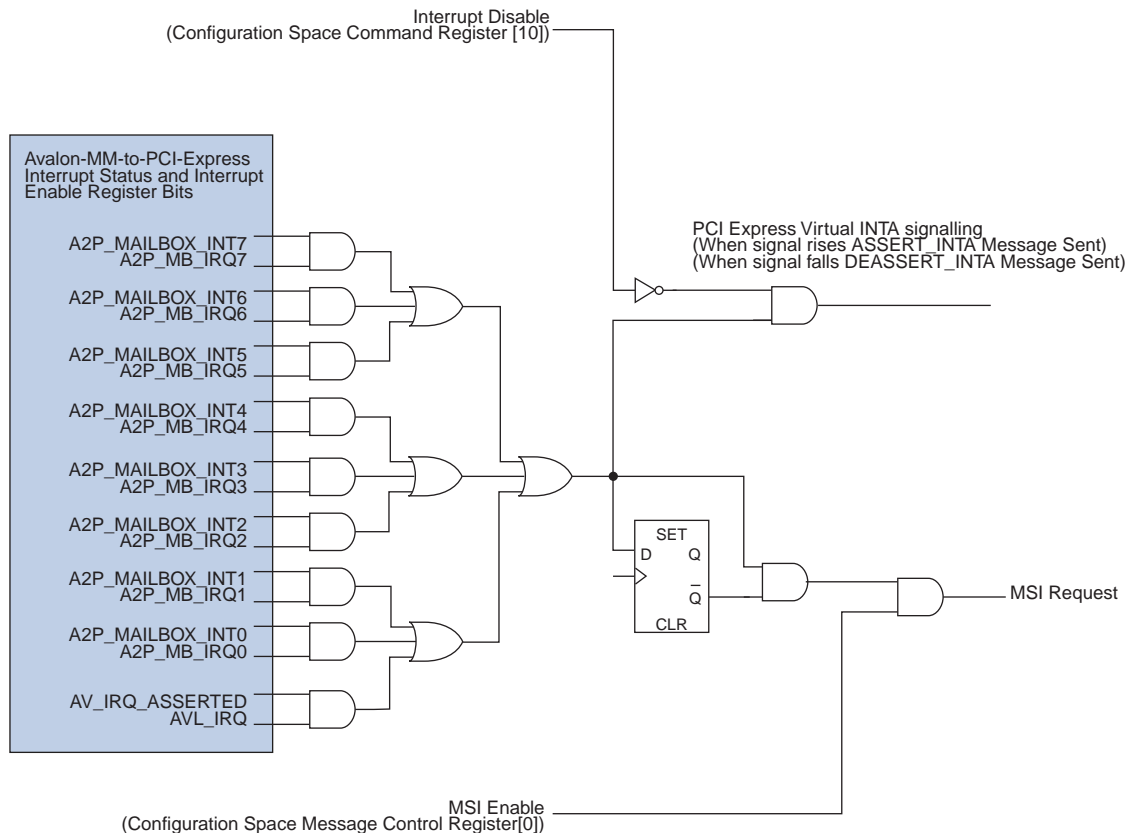 Interrupt Disable
(Configuration Space Command Register [10])
Avalon-MM-to-PCI-Express
Interrupt Status and Interrupt
Enable Register Bits
A2P_MAILBOX_INT7
A2P_MB_IRQ7
A2P_MAILBOX_INT6
A2P_MB_IRQ6
A2P_MAILBOX_INT5
A2P_MB_IRQ5
A2P_MAILBOX_INT4
A2P_MB_IRQ4
A2P_MAILBOX_INT3
A2P_MB_IRQ3
A2P_MAILBOX_INT2
A2P_MB_IRQ2
A2P_MAILBOX_INT1
A2P_MB_IRQ1
A2P_MAILBOX_INT0
A2P_MB_IRQ0
AV_IRQ_ASSERTED
AVL_IRQ
PCI Express Virtual INTA signalling
(When signal rises ASSERT_INTA Message Sent)
(When signal falls DEASSERT_INTA Message Sent)
SET
D Q
Q̅
CLR
MSI Request
MSI Enable
(Configuration Space Message Control Register[0])